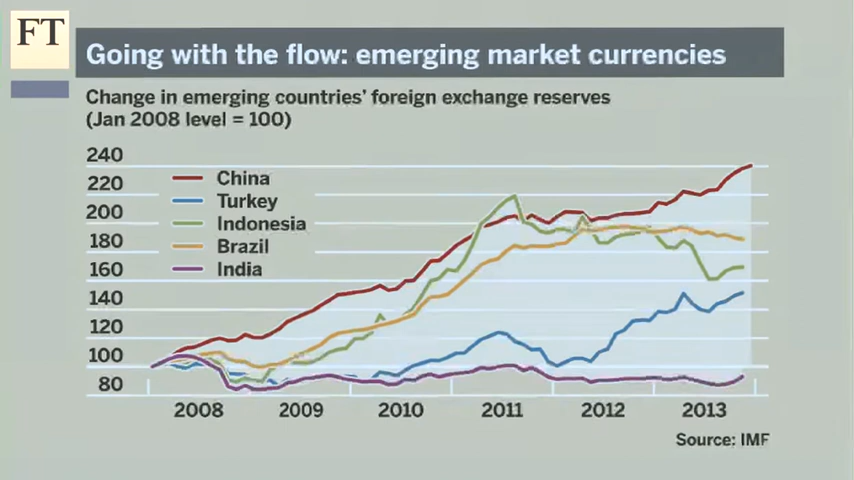 FT
Going with the flow: emerging market currencies
Change in emerging countries' foreign exchange reserves
(Jan 2008 level = 100)
240
220
200
180
160
140
120
100
80
China
Turkey
Indonesia
Brazil
India
2008 2009 2010 2011 2012 2013
Source: IMF